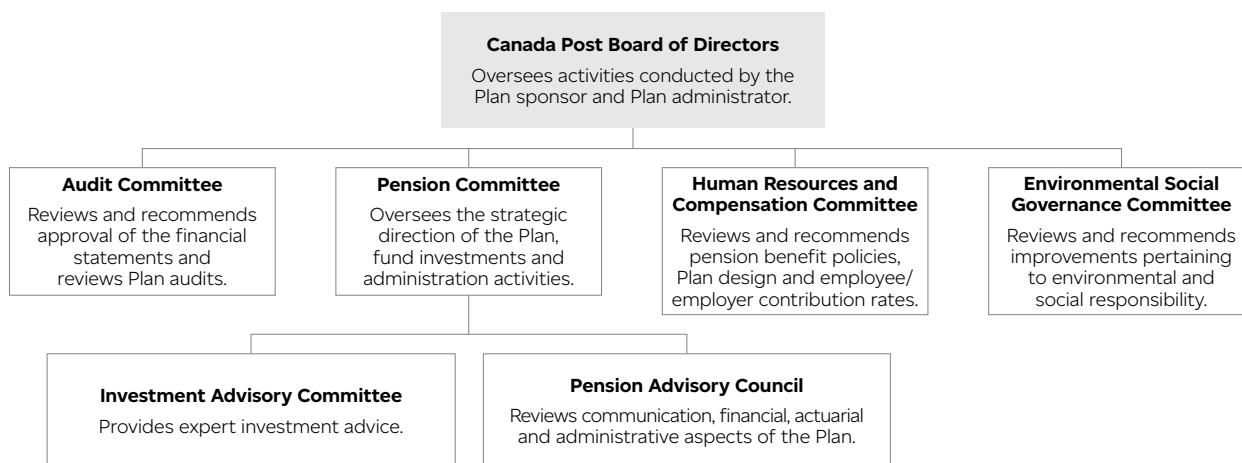 Canada Post Board of Directors
Oversees activities conducted by the
Plan sponsor and Plan administrator.
Audit Committee
Reviews and recommends
approval of the financial
statements and
reviews Plan audits.
Pension Committee
Oversees the strategic
direction of the Plan,
fund investments and
administration activities.
Human Resources and
Compensation Committee
Reviews and recommends
pension benefit policies,
Plan design and employee/
employer contribution rates.
Environmental Social
Governance Committee
Reviews and recommends
improvements pertaining
to environmental and
social responsibility.
Investment Advisory Committee
Provides expert investment advice.
Pension Advisory Council
Reviews communication, financial, actuarial
and administrative aspects of the Plan.